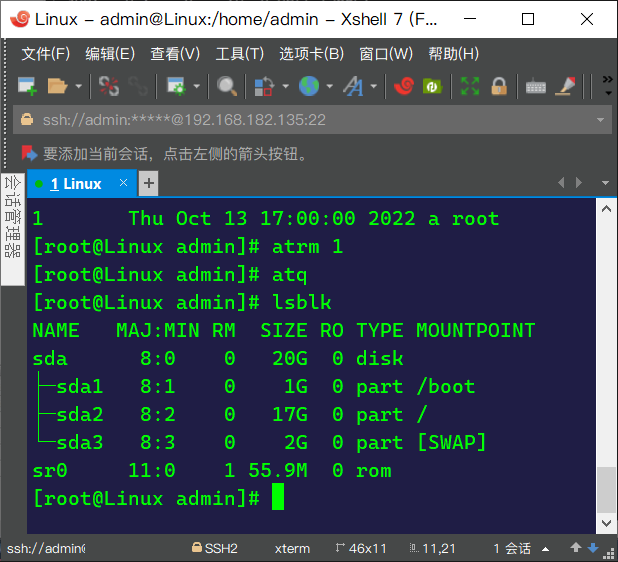 Linux - admin@Linux:/home/admin - Xshell 7 (F...
文件(F) 编辑(E) 查看(V) 工具(T) 选项卡(B) 窗口(W) 帮助(H)
ssh://admin:*****@192.168.182.135:22
要添加当前会话，点击左侧的箭头按钮。
会话管理器
1 Linux × +
1       Thu Oct 13 17:00:00 2022 a root
[root@Linux admin]# atrm 1
[root@Linux admin]# atq
[root@Linux admin]# lsblk
NAME   MAJ:MIN RM  SIZE RO TYPE MOUNTPOINT
sda      8:0    0   20G  0 disk
├─sda1   8:1    0    1G  0 part /boot
├─sda2   8:2    0   17G  0 part /
└─sda3   8:3    0    2G  0 part [SWAP]
sr0     11:0    1 55.9M  0 rom
[root@Linux admin]#
ssh://admin@ SSH2 xterm 46x11 11,21 1 会话